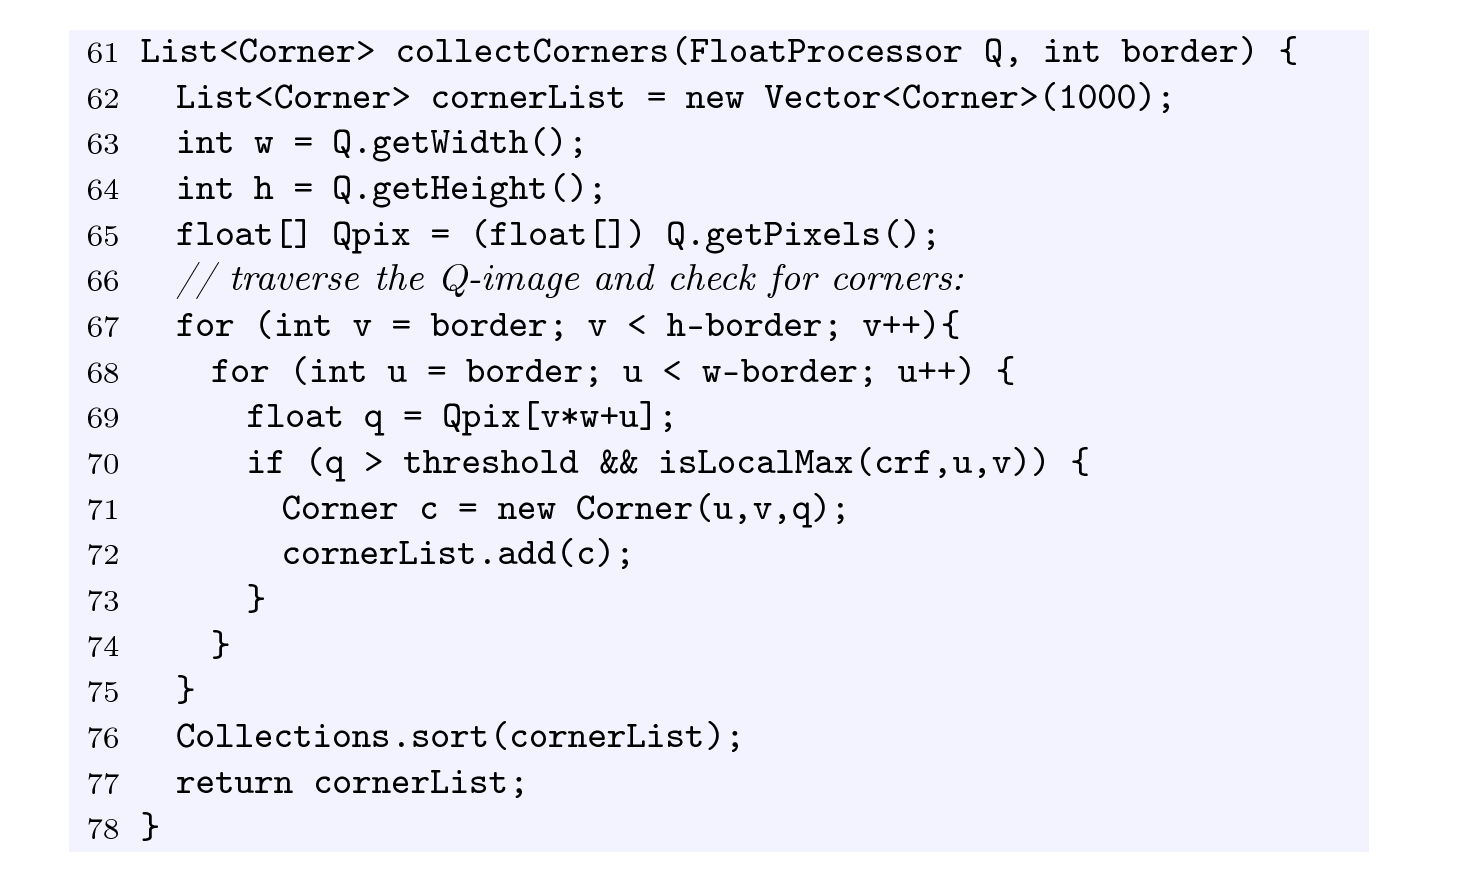 61 List<Corner> collectCorners(FloatProcessor Q, int border) {
62   List<Corner> cornerList = new Vector<Corner>(1000);
63   int w = Q.getWidth();
64   int h = Q.getHeight();
65   float[] Qpix = (float[]) Q.getPixels();
66   // traverse the Q-image and check for corners:
67   for (int v = border; v < h-border; v++){
68     for (int u = border; u < w-border; u++) {
69       float q = Qpix[v*w+u];
70       if (q > threshold && isLocalMax(crf,u,v)) {
71         Corner c = new Corner(u,v,q);
72         cornerList.add(c);
73       }
74     }
75   }
76   Collections.sort(cornerList);
77   return cornerList;
78 }